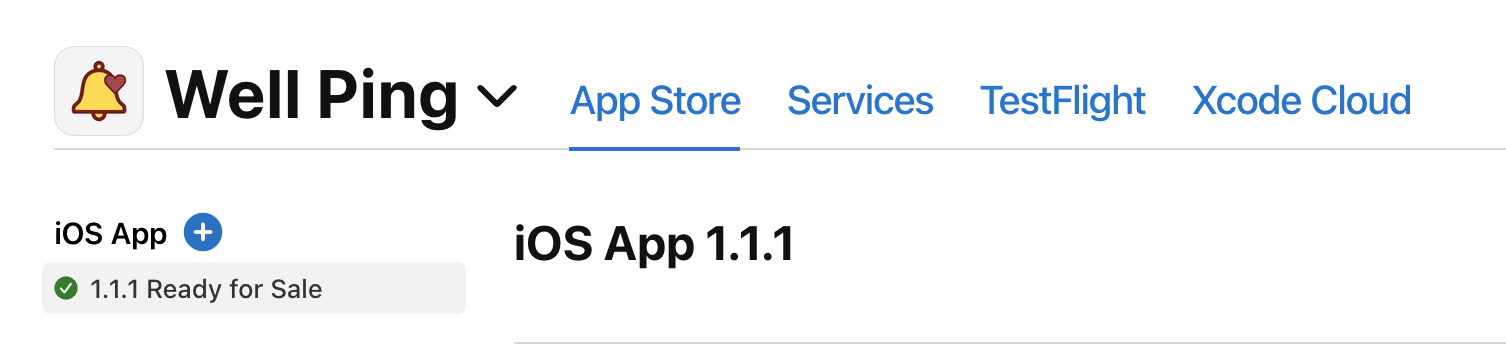 Well Ping App Store Services TestFlight Xcode Cloud
iOS App
1.1.1 Ready for Sale
iOS App 1.1.1